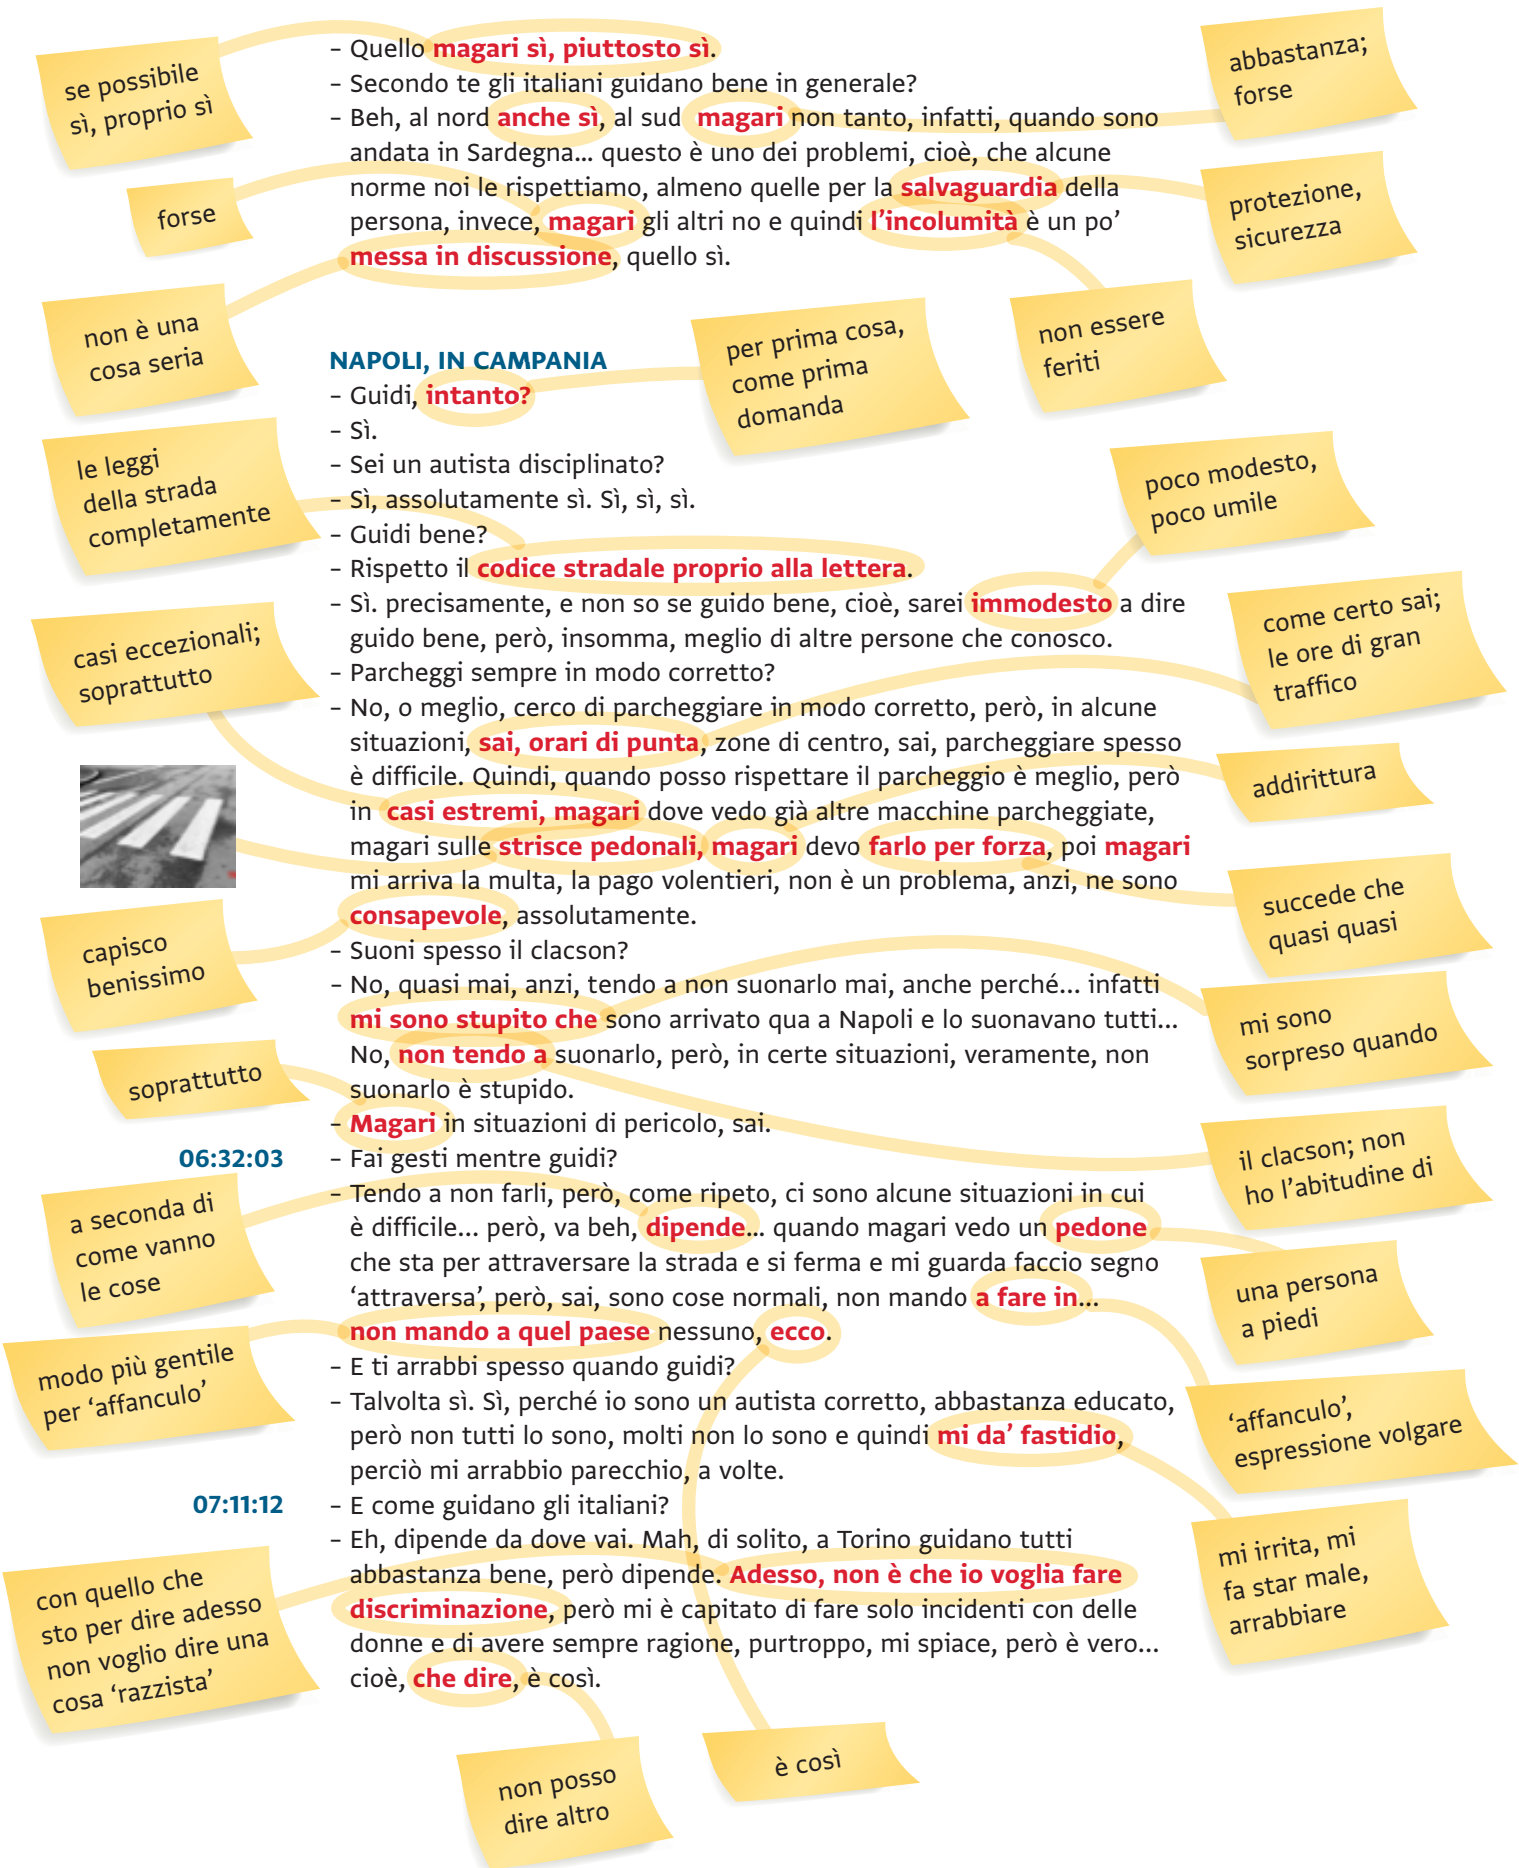 se possibile
sì, proprio sì
– Quello magari sì, piuttosto sì.
– Secondo te gli italiani guidano bene in generale?
– Beh, al nord anche sì, al sud magari non tanto, infatti, quando sono
andata in Sardegna... questo è uno dei problemi, cioè, che alcune
norme noi le rispettiamo, almeno quelle per la salvaguardia della
persona, invece, magari gli altri no e quindi l'incolumità è un po'
messa in discussione, quello sì.
abbastanza;
forse
forse
protezione,
sicurezza
non è una
cosa seria
non essere
feriti
per prima cosa,
come prima
domanda
NAPOLI, IN CAMPANIA
– Guidi, intanto?
– Sì.
– Sei un autista disciplinato?
– Sì, assolutamente sì. Sì, sì, sì.
– Guidi bene?
– Rispetto il codice stradale proprio alla lettera.
– Sì. precisamente, e non so se guido bene, cioè, sarei immodesto a dire
guido bene, però, insomma, meglio di altre persone che conosco.
– Parcheggi sempre in modo corretto?
– No, o meglio, cerco di parcheggiare in modo corretto, però, in alcune
situazioni, sai, orari di punta, zone di centro, sai, parcheggiare spesso
è difficile. Quindi, quando posso rispettare il parcheggio è meglio, però
in casi estremi, magari dove vedo già altre macchine parcheggiate,
magari sulle strisce pedonali, magari devo farlo per forza, poi magari
mi arriva la multa, la pago volentieri, non è un problema, anzi, ne sono
consapevole, assolutamente.
– Suoni spesso il clacson?
– No, quasi mai, anzi, tendo a non suonarlo mai, anche perché... infatti
mi sono stupito che sono arrivato qua a Napoli e lo suonavano tutti...
No, non tendo a suonarlo, però, in certe situazioni, veramente, non
suonarlo è stupido.
– Magari in situazioni di pericolo, sai.
le leggi
della strada
completamente
poco modesto,
poco umile
casi eccezionali;
soprattutto
come certo sai;
le ore di gran
traffico
addirittura
succede che
quasi quasi
capisco
benissimo
mi sono
sorpreso quando
soprattutto
il clacson; non
ho l'abitudine di
06:32:03
– Fai gesti mentre guidi?
– Tendo a non farli, però, come ripeto, ci sono alcune situazioni in cui
è difficile... però, va beh, dipende... quando magari vedo un pedone
che sta per attraversare la strada e si ferma e mi guarda faccio segno
'attraversa', però, sai, sono cose normali, non mando a fare in...
non mando a quel paese nessuno, ecco.
– E ti arrabbi spesso quando guidi?
– Talvolta sì. Sì, perché io sono un autista corretto, abbastanza educato,
però non tutti lo sono, molti non lo sono e quindi mi da' fastidio,
perciò mi arrabbio parecchio, a volte.
a seconda di
come vanno
le cose
una persona
a piedi
modo più gentile
per 'affanculo'
'affanculo',
espressione volgare
07:11:12
– E come guidano gli italiani?
– Eh, dipende da dove vai. Mah, di solito, a Torino guidano tutti
abbastanza bene, però dipende. Adesso, non è che io voglia fare
discriminazione, però mi è capitato di fare solo incidenti con delle
donne e di avere sempre ragione, purtroppo, mi spiace, però è vero...
cioè, che dire, è così.
mi irrita, mi
fa star male,
arrabbiare
con quello che
sto per dire adesso
non voglio dire una
cosa 'razzista'
non posso
dire altro
è così